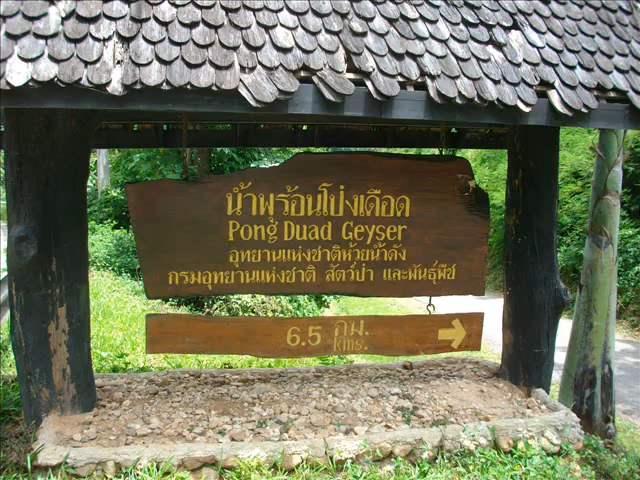 น้ำพุร้อนโป่งเดือด
Pong Duad Geyser
อุทยานแห่งชาติห้วยน้ำดัง
กรมอุทยานแห่งชาติ สัตว์ป่า และพันธุ์พืช
6.5 กม.
kms.